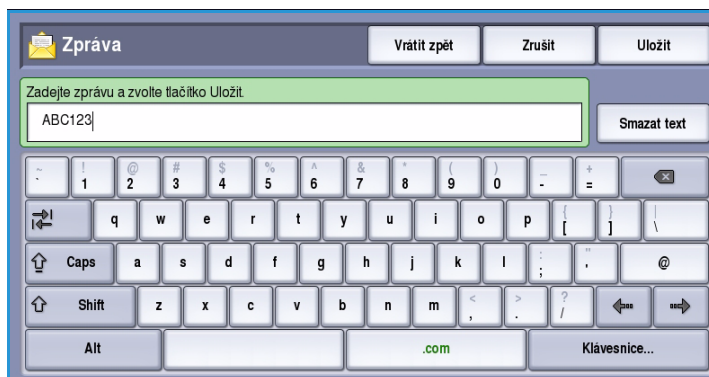 Zpráva Vrátit zpět Zrušit Uložit
Zadejte zprávu a zvolte tlačítko Uložit.
ABC123
Smazat text
~ ! @ # $ % ^ & * ( ) _ +
` 1 2 3 4 5 6 7 8 9 0 - =
{ } |
q w e r t y u i o p [ ] \
: "
Caps a s d f g h j k l ; ' @
< > ?
Shift z x c v b n m , . /
Alt .com Klávesnice...